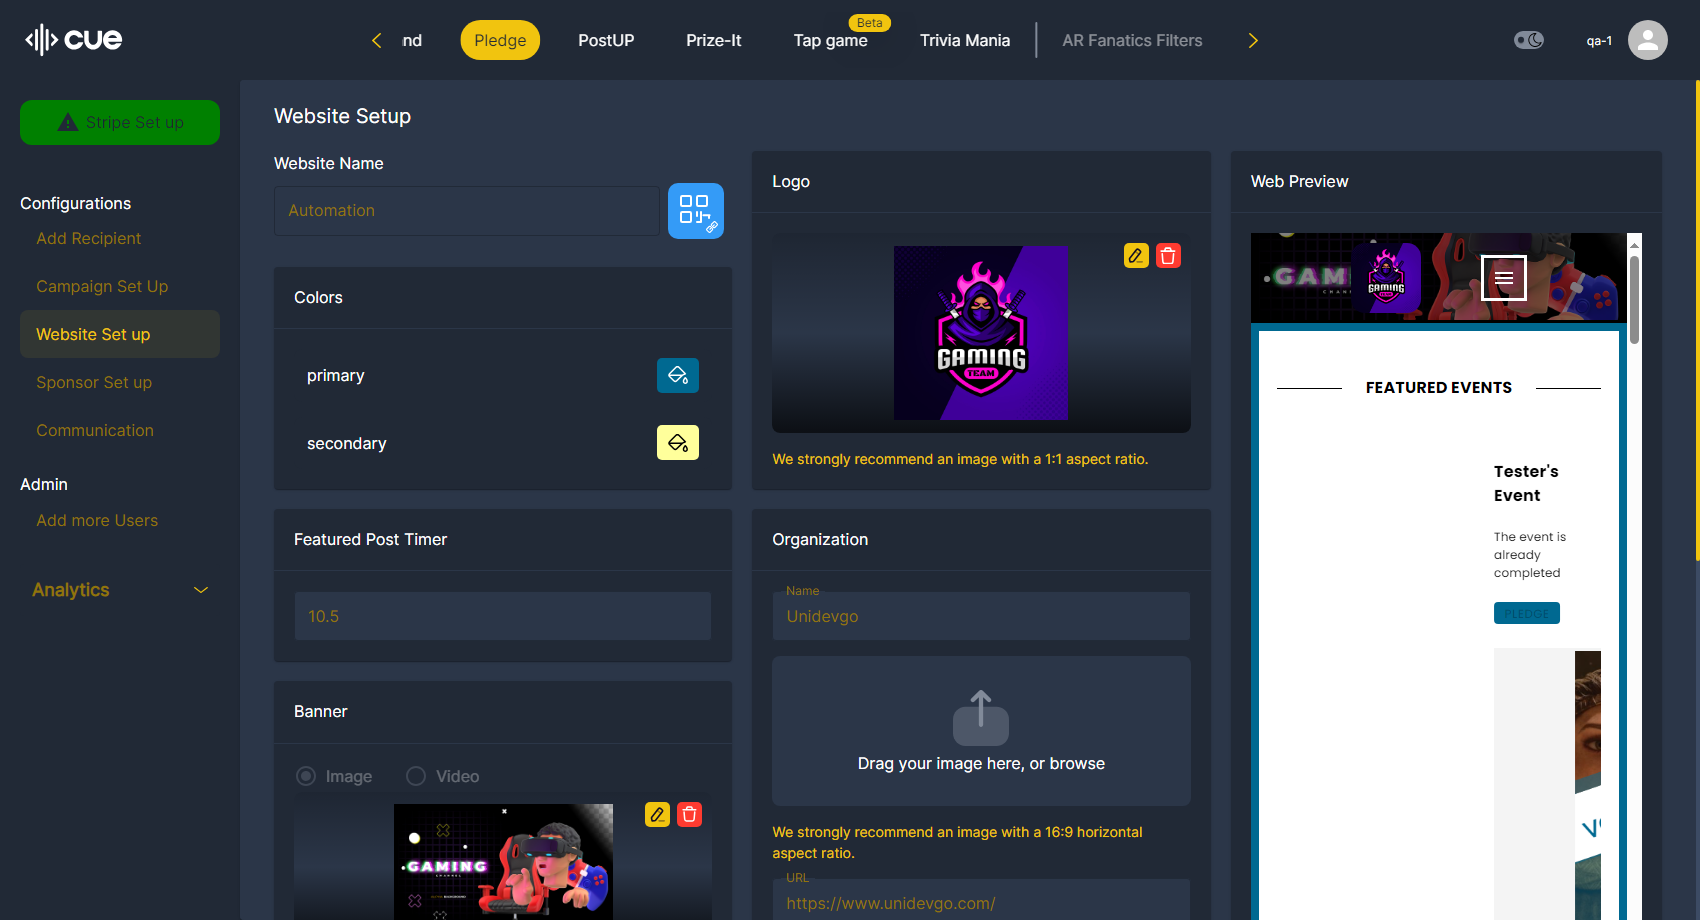 cue
nd
Pledge
PostUP
Prize-It
Beta
Tap game
Trivia Mania
AR Fanatics Filters
qa-1
Stripe Set up
Configurations
Add Recipient
Campaign Set Up
Website Set up
Sponsor Set up
Communication
Admin
Add more Users
Analytics
Website Setup
Website Name
Automation
Colors
primary
secondary
Featured Post Timer
10.5
Banner
Image
Video
GAMING
Logo
GAMING
TEAM
We strongly recommend an image with a 1:1 aspect ratio.
Organization
Name
Unidevgo
Drag your image here, or browse
We strongly recommend an image with a 16:9 horizontal
aspect ratio.
URL
https://www.unidevgo.com/
Web Preview
GAMI
GAMING
TEAM
FEATURED EVENTS
Tester's
Event
The event is
already
completed
PLEDGE